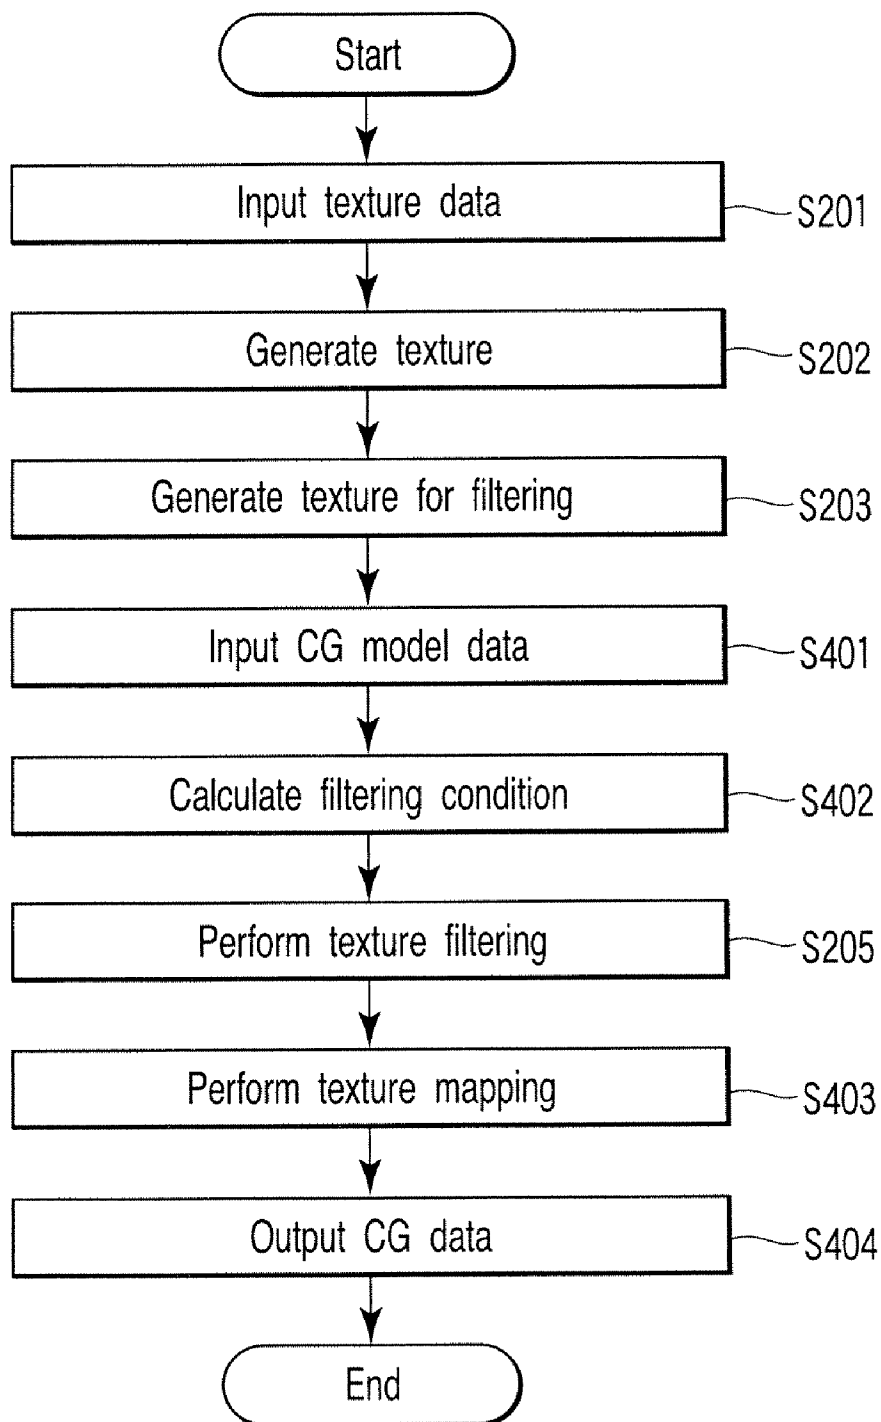 Start
Input texture data
S201
Generate texture
S202
Generate texture for filtering
S203
Input CG model data
S401
Calculate filtering condition
S402
Perform texture filtering
S205
Perform texture mapping
S403
Output CG data
S404
End